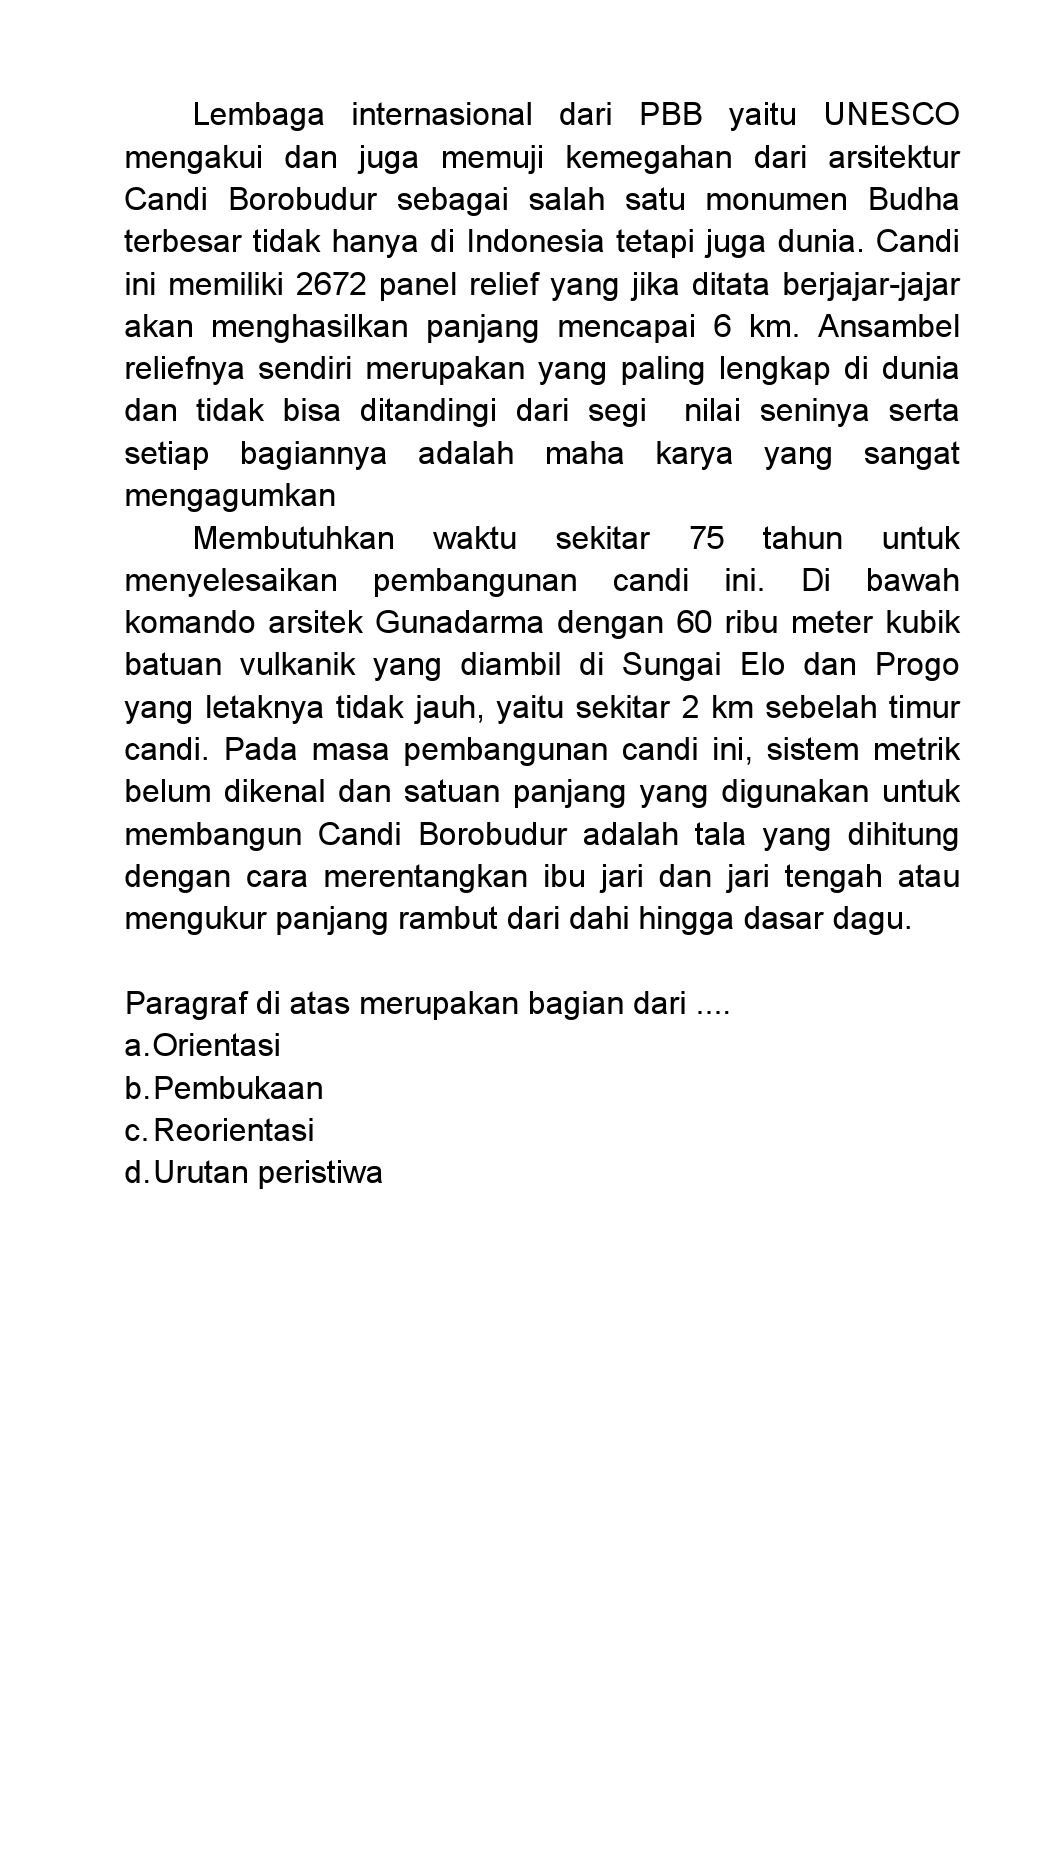 Lembaga internasional dari PBB yaitu UNESCO
mengakui dan juga memuji kemegahan dari arsitektur
Candi Borobudur sebagai salah satu monumen Budha
terbesar tidak hanya di Indonesia tetapi juga dunia. Candi
ini memiliki 2672 panel relief yang jika ditata berjajar-jajar
akan menghasilkan panjang mencapai 6 km. Ansambel
reliefnya sendiri merupakan yang paling lengkap di dunia
dan tidak bisa ditandingi dari segi  nilai seninya serta
setiap bagiannya adalah maha karya yang sangat
mengagumkan
Membutuhkan waktu sekitar 75 tahun untuk
menyelesaikan pembangunan candi ini. Di bawah
komando arsitek Gunadarma dengan 60 ribu meter kubik
batuan vulkanik yang diambil di Sungai Elo dan Progo
yang letaknya tidak jauh, yaitu sekitar 2 km sebelah timur
candi. Pada masa pembangunan candi ini, sistem metrik
belum dikenal dan satuan panjang yang digunakan untuk
membangun Candi Borobudur adalah tala yang dihitung
dengan cara merentangkan ibu jari dan jari tengah atau
mengukur panjang rambut dari dahi hingga dasar dagu.
Paragraf di atas merupakan bagian dari ....
a.Orientasi
b.Pembukaan
c.Reorientasi
d.Urutan peristiwa